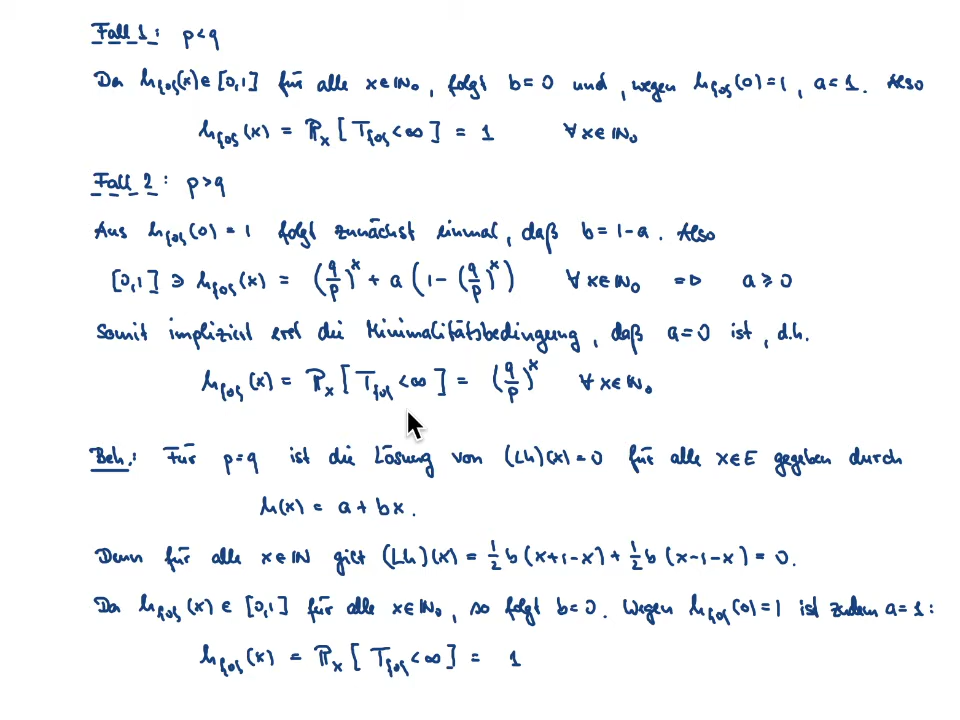 Fall 1: p<q
Da h_{0}(x) ∈ [0,1] für alle x∈ℕ₀, folgt b=0 und, wegen h_{0}(0)=1, a=1. Also
h_{0}(x) = ℙ_x [T_{0}<∞] = 1 ∀x∈ℕ₀
Fall 2: p>q
Aus h_{0}(0) = 1 folgt zunächst einmal, daß b=1-a. Also
[0,1] ∋ h_{0}(x) = (q/p)^x + a (1-(q/p)^x) ∀x∈ℕ₀ => a≥0
Somit impliziert erst die Minimalitätsbedingung, daß a=0 ist, d.h.
h_{0}(x) = ℙ_x [T_{0}<∞] = (q/p)^x ∀x∈ℕ₀
Beh.: Für p=q ist die Lösung von (Lh)(x)=0 für alle x∈E gegeben durch
h(x) = a+bx.
Denn für alle x∈ℕ gilt (Lh)(x) = ½b(x+1-x) + ½b(x-1-x) = 0.
Da h_{0}(x) ∈ [0,1] für alle x∈ℕ₀, so folgt b=0. Wegen h_{0}(0)=1 ist zudem a=1:
h_{0}(x) = ℙ_x [T_{0}<∞] = 1